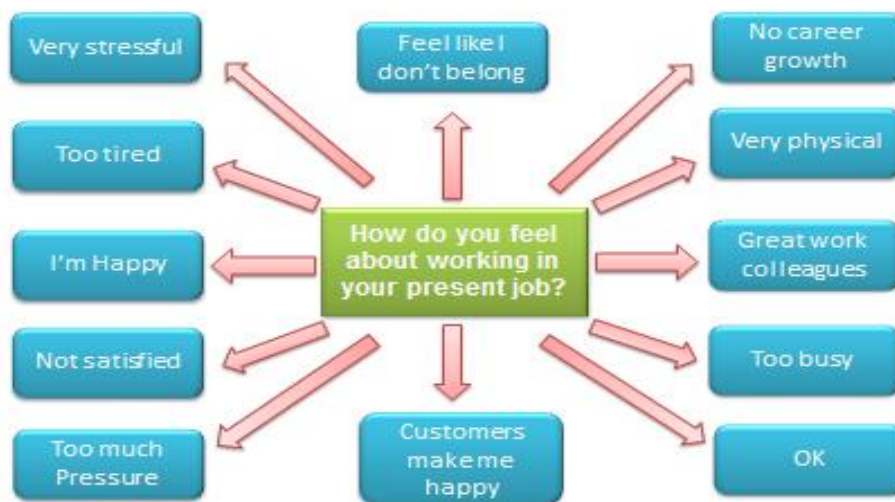 Very stressful
Feel like I
don't belong
No career
growth
Too tired
Very physical
How do you feel
about working in
your present job?
I'm Happy
Great work
colleagues
Not satisfied
Too busy
Too much
Pressure
Customers
make me
happy
OK